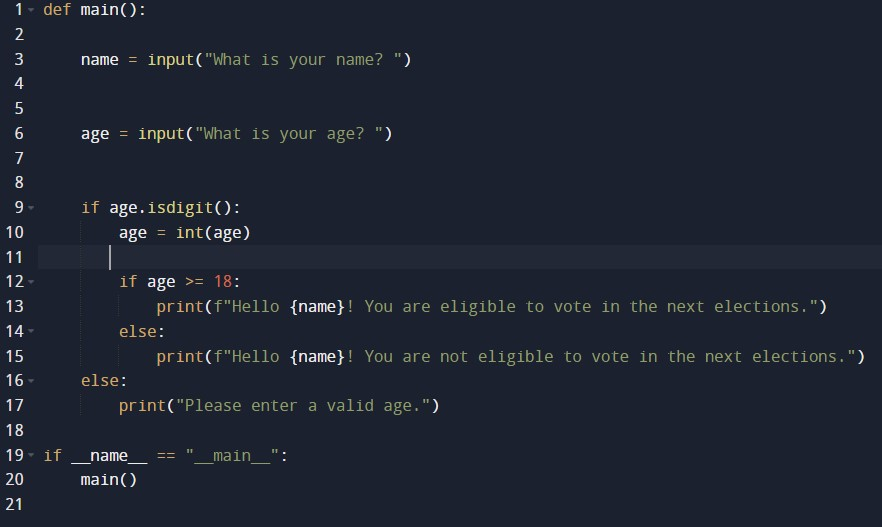 1 def main():
2
3 name = input("What is your name? ")
4
5
6 age = input("What is your age? ")
7
8
9 if age.isdigit():
10 age = int(age)
11
12 if age >= 18:
13 print(f"Hello {name}! You are eligible to vote in the next elections.")
14 else:
15 print(f"Hello {name}! You are not eligible to vote in the next elections.")
16 else:
17 print("Please enter a valid age.")
18
19 if __name__ == "__main__":
20 main()
21